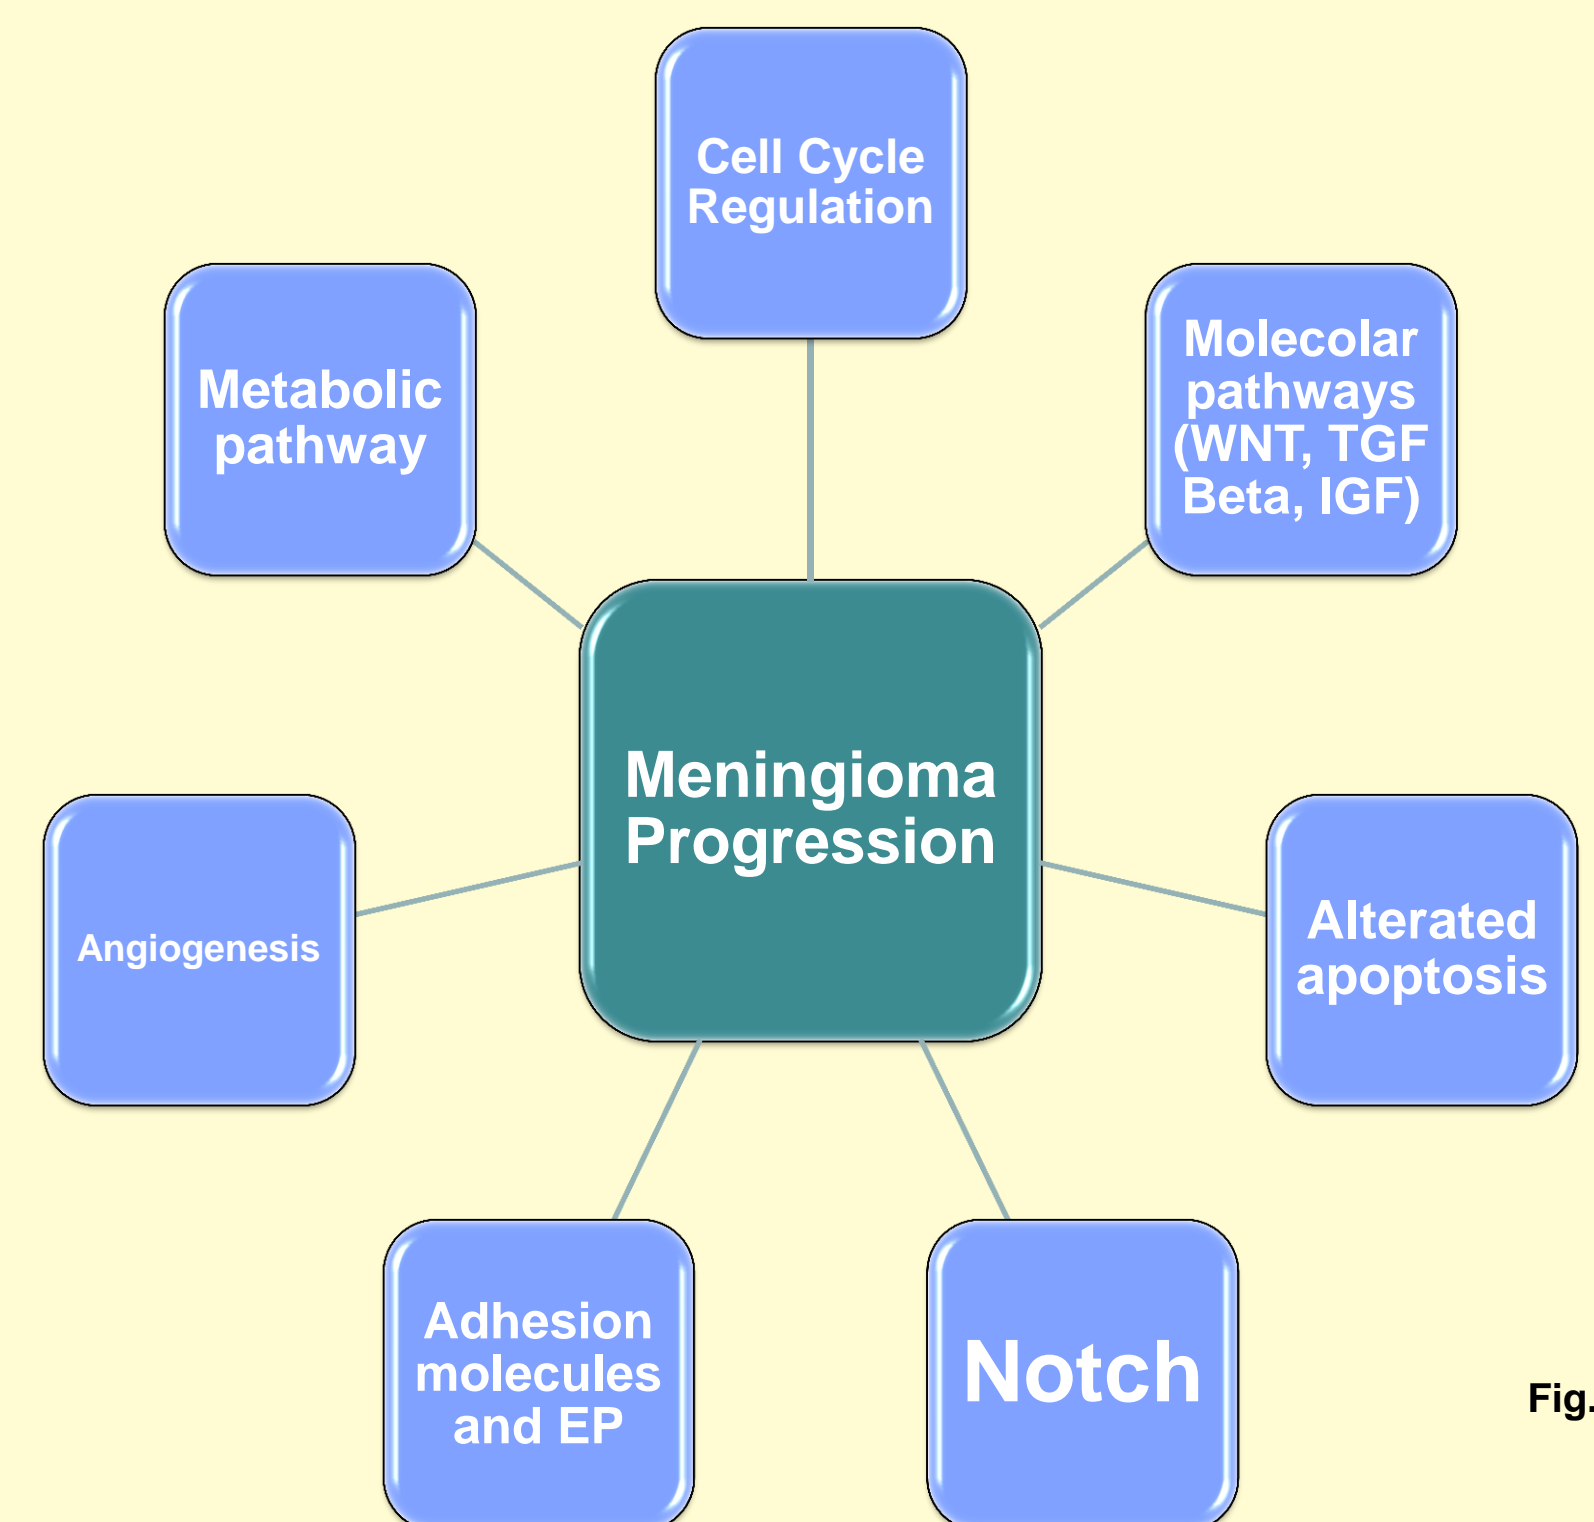 Cell Cycle
Regulation
Molecolar
pathways
(WNT, TGF
Beta, IGF)
Metabolic
pathway
Meningioma
Progression
Alterated
apoptosis
Angiogenesis
Adhesion
molecules
and EP
Notch
Fig.